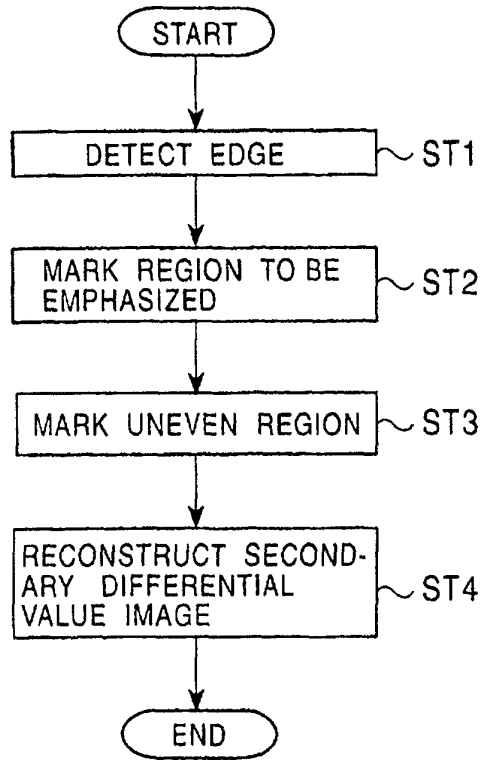 START
DETECT EDGE
ST1
MARK REGION TO BE
EMPHASIZED
ST2
MARK UNEVEN REGION
ST3
RECONSTRUCT SECOND-
ARY DIFFERENTIAL
VALUE IMAGE
ST4
END